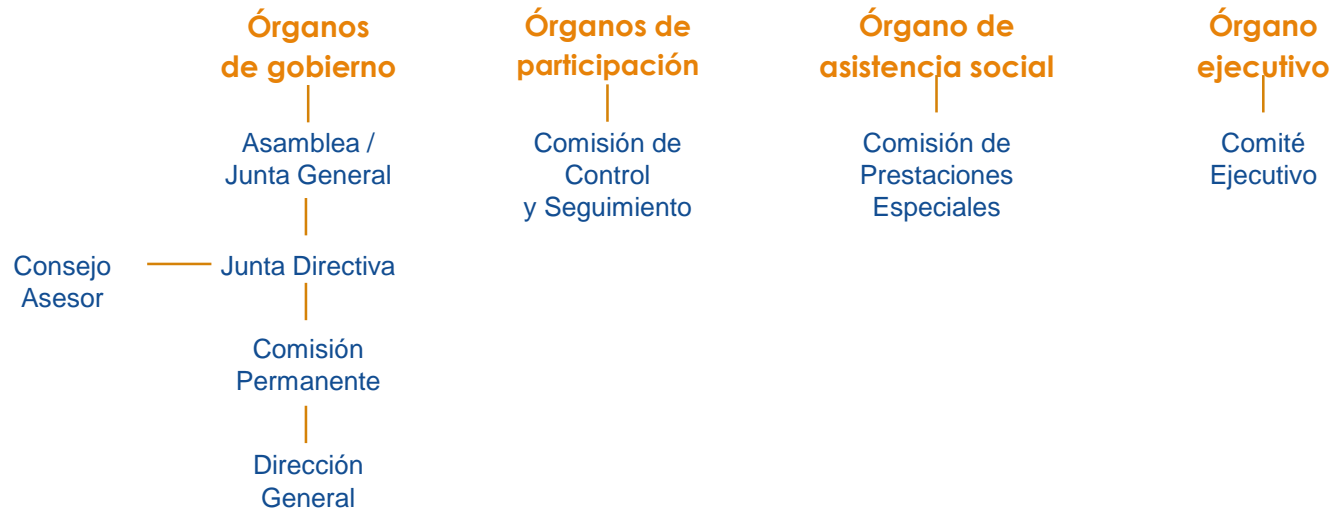 Órganos
de gobierno
Asamblea /
Junta General
Consejo
Asesor
Junta Directiva
Comisión
Permanente
Dirección
General
Órganos de
participación
Comisión de
Control
y Seguimiento
Órgano de
asistencia social
Comisión de
Prestaciones
Especiales
Órgano
ejecutivo
Comité
Ejecutivo